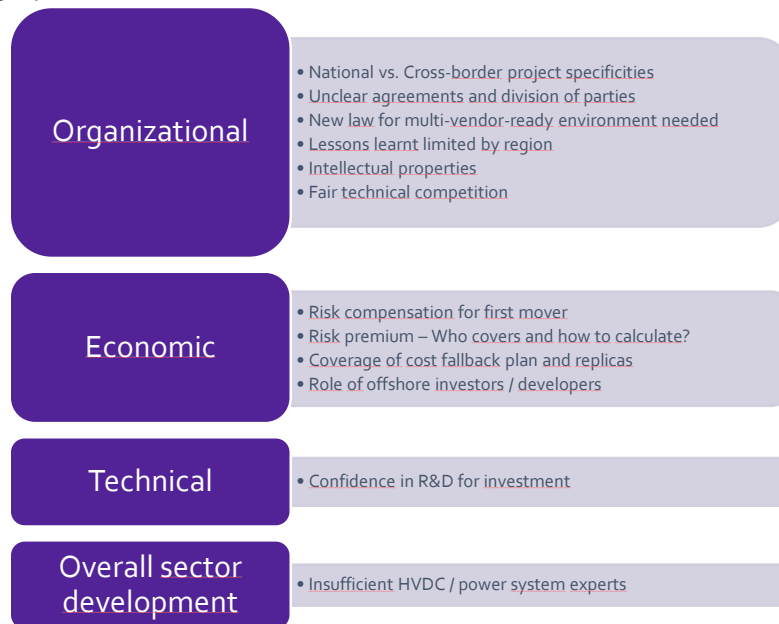 Organizational
• National vs. Cross-border project specificities
• Unclear agreements and division of parties
• New law for multi-vendor-ready environment needed
• Lessons learnt limited by region
• Intellectual properties
• Fair technical competition
Economic
• Risk compensation for first mover
• Risk premium – Who covers and how to calculate?
• Coverage of cost fallback plan and replicas
• Role of offshore investors / developers
Technical
• Confidence in R&D for investment
Overall sector
development
• Insufficient HVDC / power system experts